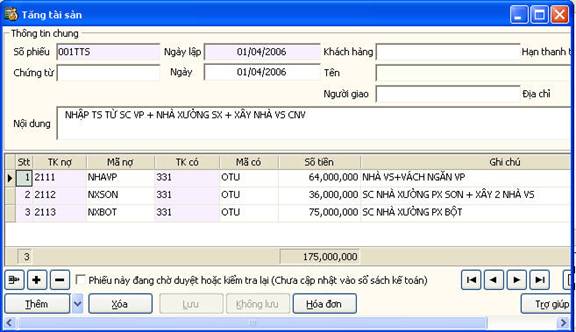 Tăng tài sản
Thông tin chung
Số phiếu 001TTS Ngày lập 01/04/2006 Khách hàng Hạn thanh t
Chứng từ Ngày 01/04/2006 Tên
Người giao Địa chỉ
Nội dung NHẬP TS TỪ SC VP + NHÀ XƯỞNG SX + XÂY NHÀ VS CNV
Stt TK nợ Mã nợ TK có Mã có Số tiền Ghi chú
1 2111 NHAVP 331 OTU 64,000,000 NHÀ VS+VÁCH NGĂN VP
2 2112 NXSON 331 OTU 36,000,000 SC NHÀ XƯỞNG PX SƠN + XÂY 2 NHÀ VS
3 2113 NXBOT 331 OTU 75,000,000 SC NHÀ XƯỞNG PX BỘT
3 175,000,000
Phiếu này đang chờ duyệt hoặc kiểm tra lại (Chưa cập nhật vào sổ sách kế toán)
Thêm Xóa Lưu Không lưu Hóa đơn Trợ giúp